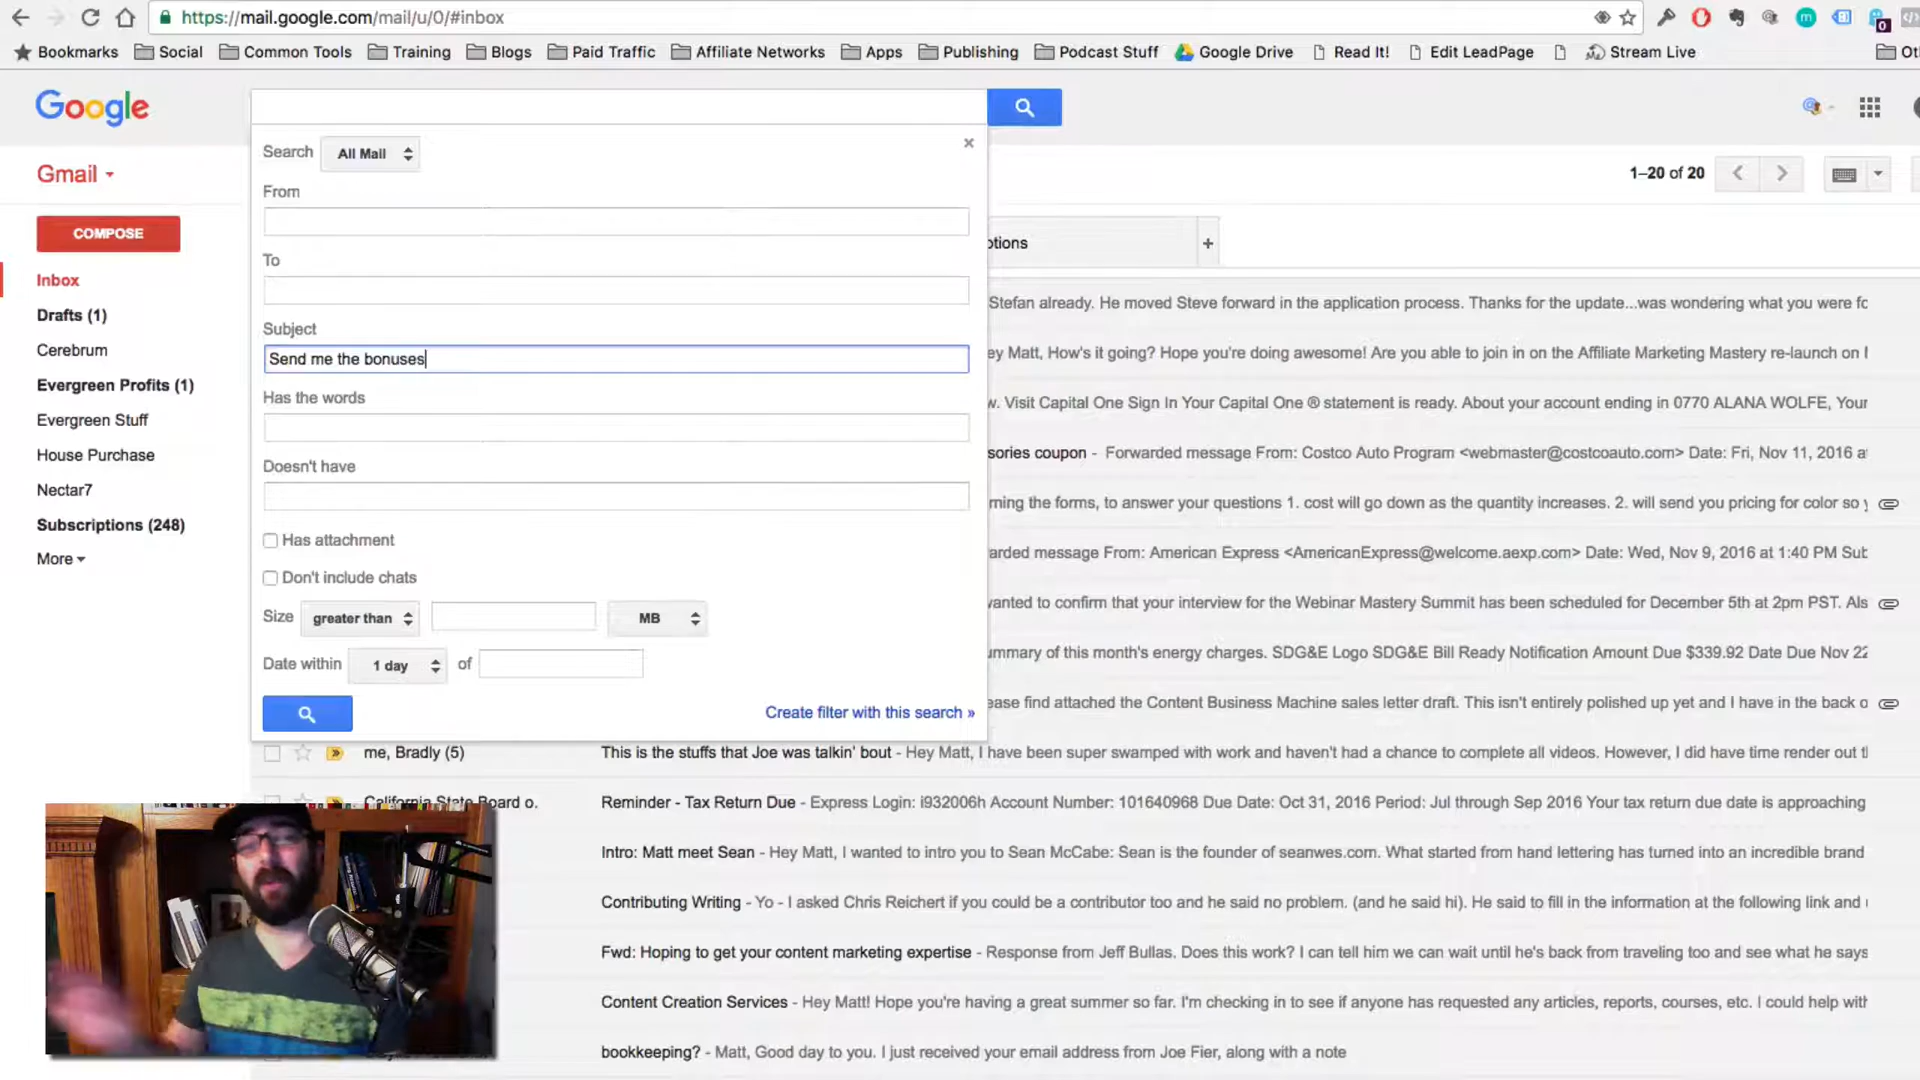 https://mail.google.com/mail/u/0/#inbox
Bookmarks Social Common Tools Training Blogs Paid Traffic Affiliate Networks Apps Publishing Podcast Stuff Google Drive Read It! Edit LeadPage Stream Live
Google
Search All Mail
Gmail
1–20 of 20
From
COMPOSE
To
Inbox
Stefan already. He moved Steve forward in the application process. Thanks for the update...was wondering what you were
Drafts (1)
Subject
Send me the bonuses
Matt, How's it going? Hope you're doing awesome! Are you able to join in on the Affiliate Marketing Mastery re-launch on
Cerebrum
Has the words
Visit Capital One Sign In Your Capital One ® statement is ready. About your account ending in 0770 ALANA WOLFE, Your
Evergreen Profits (1)
Evergreen Stuff
coupon - Forwarded message From: Costco Auto Program <webmaster@costcoauto.com> Date: Fri, Nov 11, 2016
House Purchase
Doesn't have
Nectar7
the forms, to answer your questions 1. cost will go down as the quantity increases. 2. will send you pricing for color so
Subscriptions (248)
Has attachment
message From: American Express <AmericanExpress@welcome.aexp.com> Date: Wed, Nov 9, 2016 at 1:40 PM
More
Don't include chats
Size greater than MB
to confirm that your interview for the Webinar Mastery Summit has been scheduled for December 5th at 2pm PST.
Date within 1 day of
of this month's energy charges. SDG&E Logo SDG&E Bill Ready Notification Amount Due $339.92 Date Due Nov 22
Create filter with this search »
find attached the Content Business Machine sales letter draft. This isn't entirely polished up yet and I have in the back
me, Bradly (5) This is the stuffs that Joe was talkin' bout - Hey Matt, I have been super swamped with work and haven't had a chance to complete all videos. However, I did have time render out
California State Board o. Reminder - Tax Return Due - Express Login: i932006h Account Number: 101640968 Due Date: Oct 31, 2016 Period: Jul through Sep 2016 Your tax return due date is approaching
Intro: Matt meet Sean - Hey Matt, I wanted to intro you to Sean McCabe: Sean is the founder of seanwes.com. What started from hand lettering has turned into an incredible brand
Contributing Writing - Yo - I asked Chris Reichert if you could be a contributor too and he said no problem. (and he said hi). He said to fill in the information at the following link and
Fwd: Hoping to get your content marketing expertise - Response from Jeff Bullas. Does this work? I can tell him we can wait until he's back from traveling too and see what he says
Content Creation Services - Hey Matt! Hope you're having a great summer so far. I'm checking in to see if anyone has requested any articles, reports, courses, etc. I could help with
bookkeeping? - Matt, Good day to you. I just received your email address from Joe Fier, along with a note